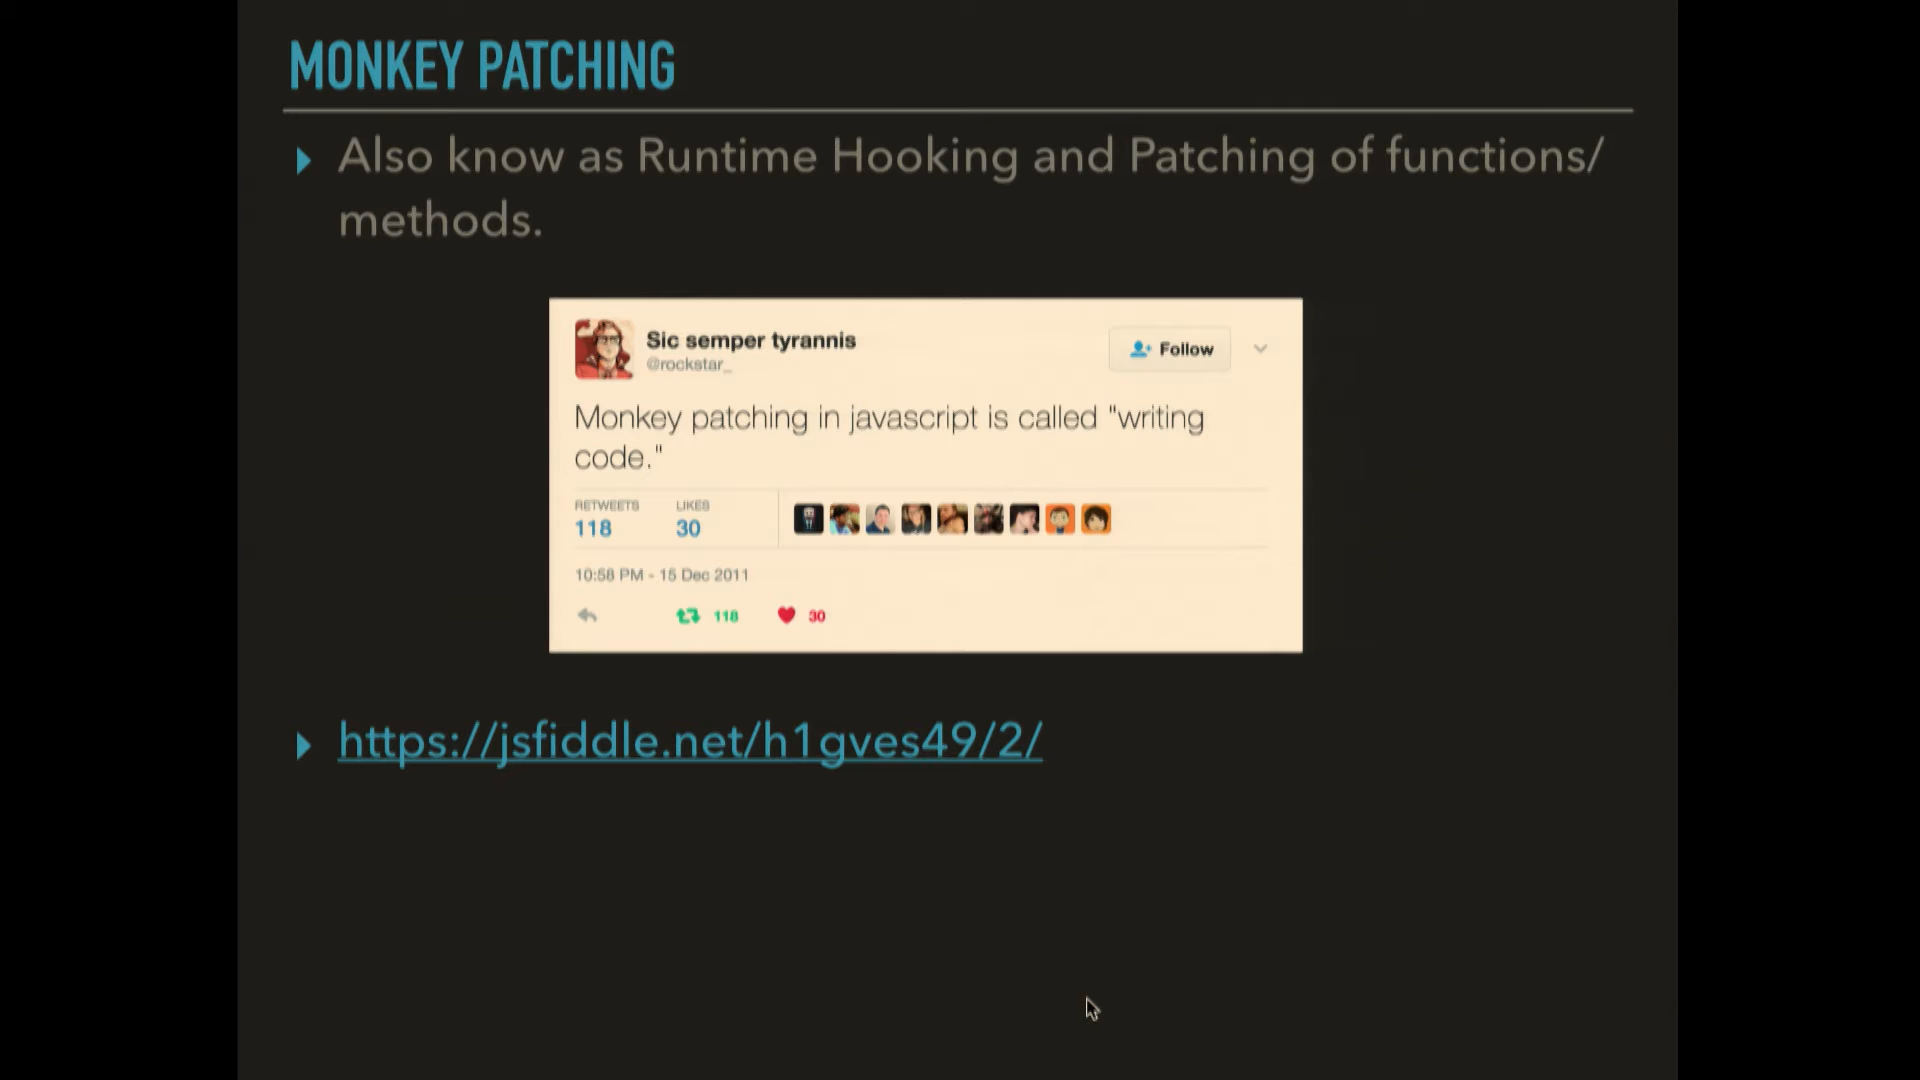 MONKEY PATCHING
Also know as Runtime Hooking and Patching of functions/
methods.
Sic semper tyrannis
@rockstar_
Follow
Monkey patching in javascript is called "writing
code."
RETWEETS LIKES
118 30
10:58 PM - 15 Dec 2011
118 30
https://jsfiddle.net/h1gves49/2/